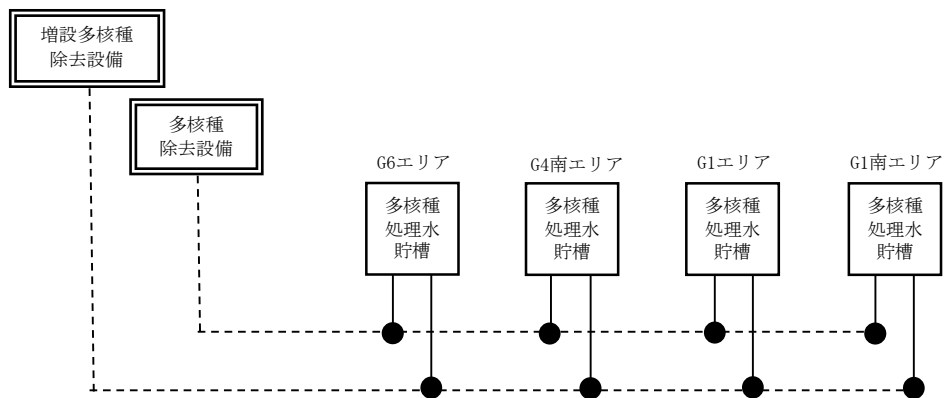 増設多核種
除去設備
多核種
除去設備
G6エリア
G4南エリア
G1エリア
G1南エリア
多核種
処理水
貯槽
多核種
処理水
貯槽
多核種
処理水
貯槽
多核種
処理水
貯槽